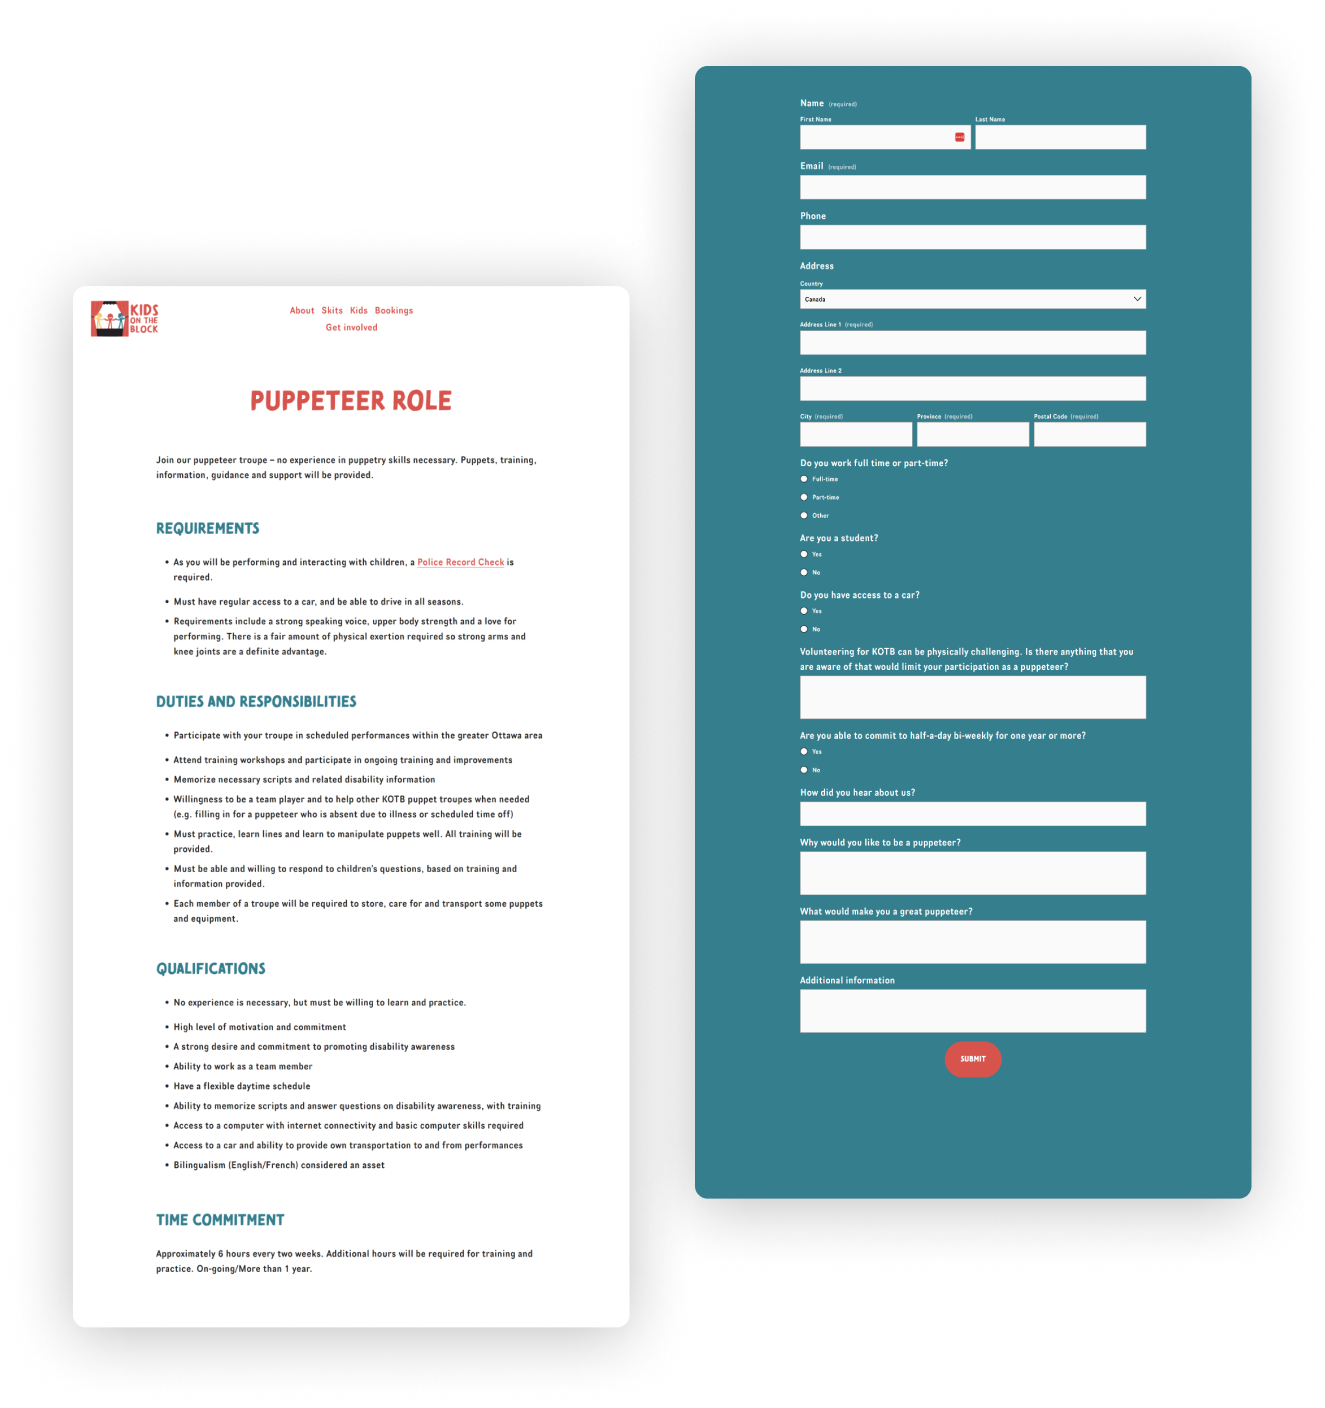 KIDS
ON THE
BLOCK
About Skits Kids Bookings
Get involved
PUPPETEER ROLE
Join our puppeteer troupe – no experience in puppetry skills necessary. Puppets, training,
information, guidance and support will be provided.
REQUIREMENTS
• As you will be performing and interacting with children, a Police Record Check is
required.
• Must have regular access to a car, and be able to drive in all seasons.
• Requirements include a strong speaking voice, upper body strength and a love for
performing. There is a fair amount of physical exertion required so strong arms and
knee joints are a definite advantage.
DUTIES AND RESPONSIBILITIES
• Participate with your troupe in scheduled performances within the greater Ottawa area
• Attend training workshops and participate in ongoing training and improvements
• Memorize necessary scripts and related disability information
• Willingness to be a team player and to help other KOTB puppet troupes when needed
(e.g. filling in for a puppeteer who is absent due to illness or scheduled time off)
• Must practice, learn lines and learn to manipulate puppets well. All training will be
provided.
• Must be able and willing to respond to children's questions, based on training and
information provided.
• Each member of a troupe will be required to store, care for and transport some puppets
and equipment.
QUALIFICATIONS
• No experience is necessary, but must be willing to learn and practice.
• High level of motivation and commitment
• A strong desire and commitment to promoting disability awareness
• Ability to work as a team member
• Have a flexible daytime schedule
• Ability to memorize scripts and answer questions on disability awareness, with training
• Access to a computer with internet connectivity and basic computer skills required
• Access to a car and ability to provide own transportation to and from performances
• Bilingualism (English/French) considered an asset
TIME COMMITMENT
Approximately 6 hours every two weeks. Additional hours will be required for training and
practice. On-going/More than 1 year.
Name (required)
First Name Last Name
Email (required)
Phone
Address
Country
Canada
Address Line 1 (required)
Address Line 2
City (required) Province (required) Postal Code (required)
Do you work full time or part-time?
Full-time
Part-time
Other
Are you a student?
Yes
No
Do you have access to a car?
Yes
No
Volunteering for KOTB can be physically challenging. Is there anything that you
are aware of that would limit your participation as a puppeteer?
Are you able to commit to half-a-day bi-weekly for one year or more?
Yes
No
How did you hear about us?
Why would you like to be a puppeteer?
What would make you a great puppeteer?
Additional information
SUBMIT